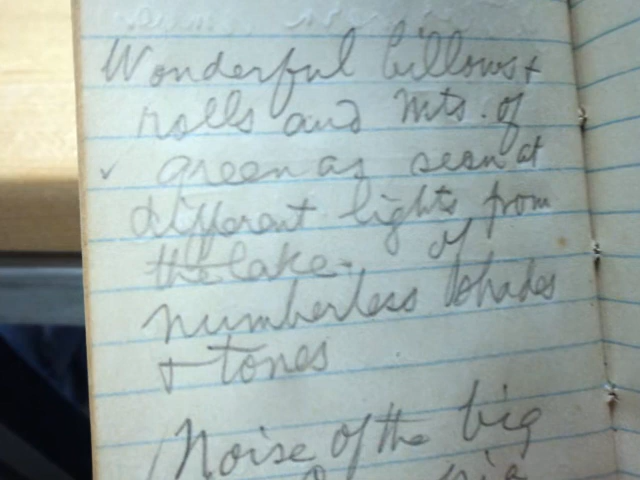 Wonderful billows +
rolls and mts. of
✓ green as seen at
different lights from
the lake - of
numberless shades
+ tones
Noise of the big